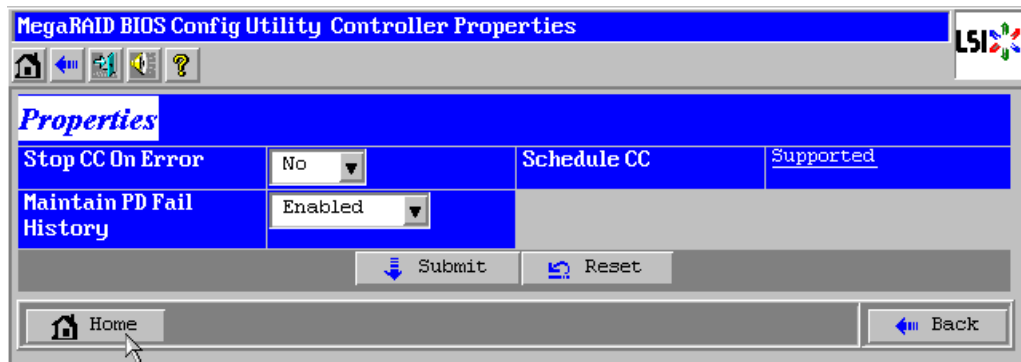 MegaRAID BIOS Config Utility Controller Properties
LSI
?
Properties
Stop CC On Error No Schedule CC Supported
Maintain PD Fail Enabled
History
Submit Reset
Home Back